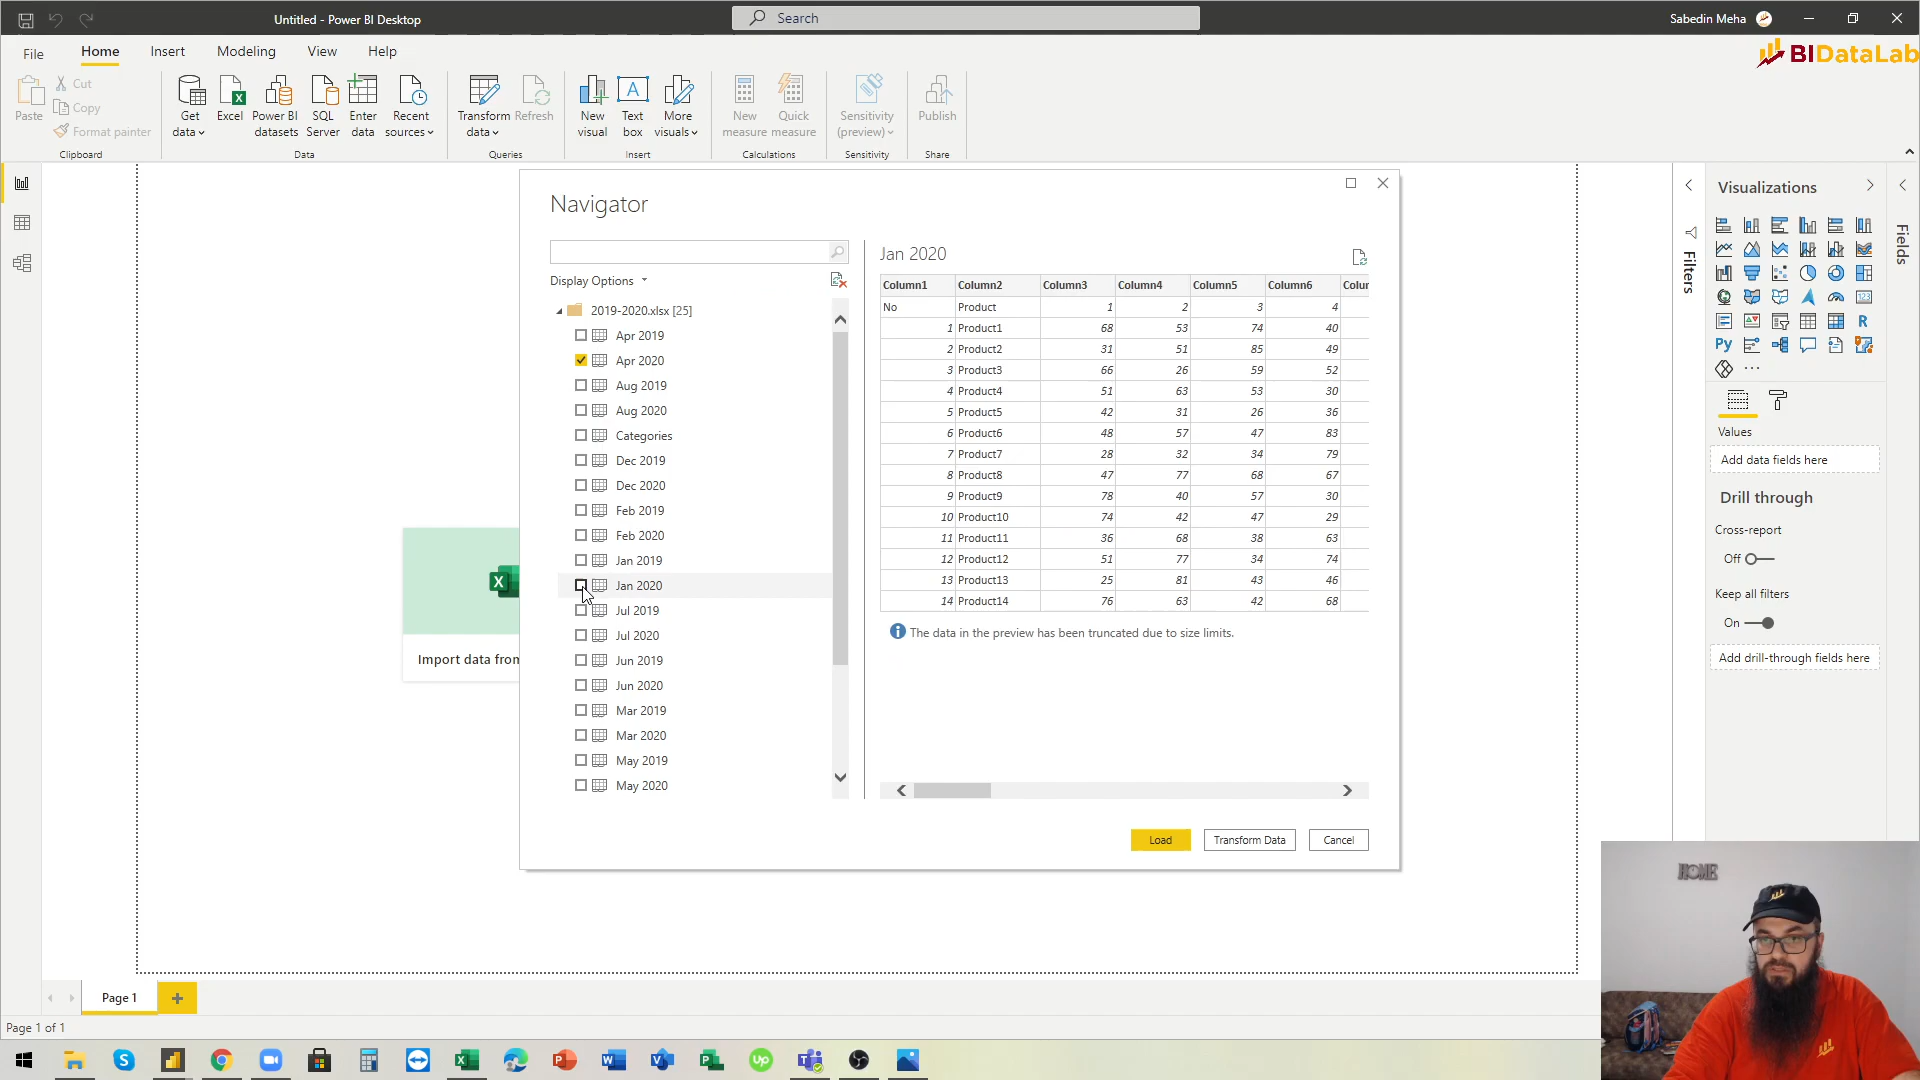 Untitled - Power BI Desktop
Search
Sabedin Meha
File
Home
Insert
Modeling
View
Help
BIDataLab
Paste
Cut
Copy
Format painter
Clipboard
Get data
Excel
Power BI datasets
SQL Server
Enter data
Recent sources
Data
Transform data
Refresh
Queries
New visual
Text box
More visuals
Insert
New measure
Quick measure
Calculations
Sensitivity (preview)
Sensitivity
Publish
Share
Navigator
Display Options
2019-2020.xlsx [25]
Apr 2019
Apr 2020
Aug 2019
Aug 2020
Categories
Dec 2019
Dec 2020
Feb 2019
Feb 2020
Jan 2019
Jan 2020
Jul 2019
Jul 2020
Jun 2019
Jun 2020
Mar 2019
Mar 2020
May 2019
May 2020
Jan 2020
Column1 Column2 Column3 Column4 Column5 Column6 Colur
No Product 1 2 3 4
1 Product1 68 53 74 40
2 Product2 31 51 85 49
3 Product3 66 26 59 52
4 Product4 51 63 53 30
5 Product5 42 31 26 36
6 Product6 48 57 47 83
7 Product7 28 32 34 79
8 Product8 47 77 68 67
9 Product9 78 40 57 30
10 Product10 74 42 47 29
11 Product11 36 68 38 63
12 Product12 51 77 34 74
13 Product13 25 81 43 46
14 Product14 76 63 42 68
The data in the preview has been truncated due to size limits.
Load
Transform Data
Cancel
Import data from
Filters
Visualizations
R
Py
Values
Add data fields here
Drill through
Cross-report
Off
Keep all filters
On
Add drill-through fields here
Fields
HOME
Page 1
Page 1 of 1